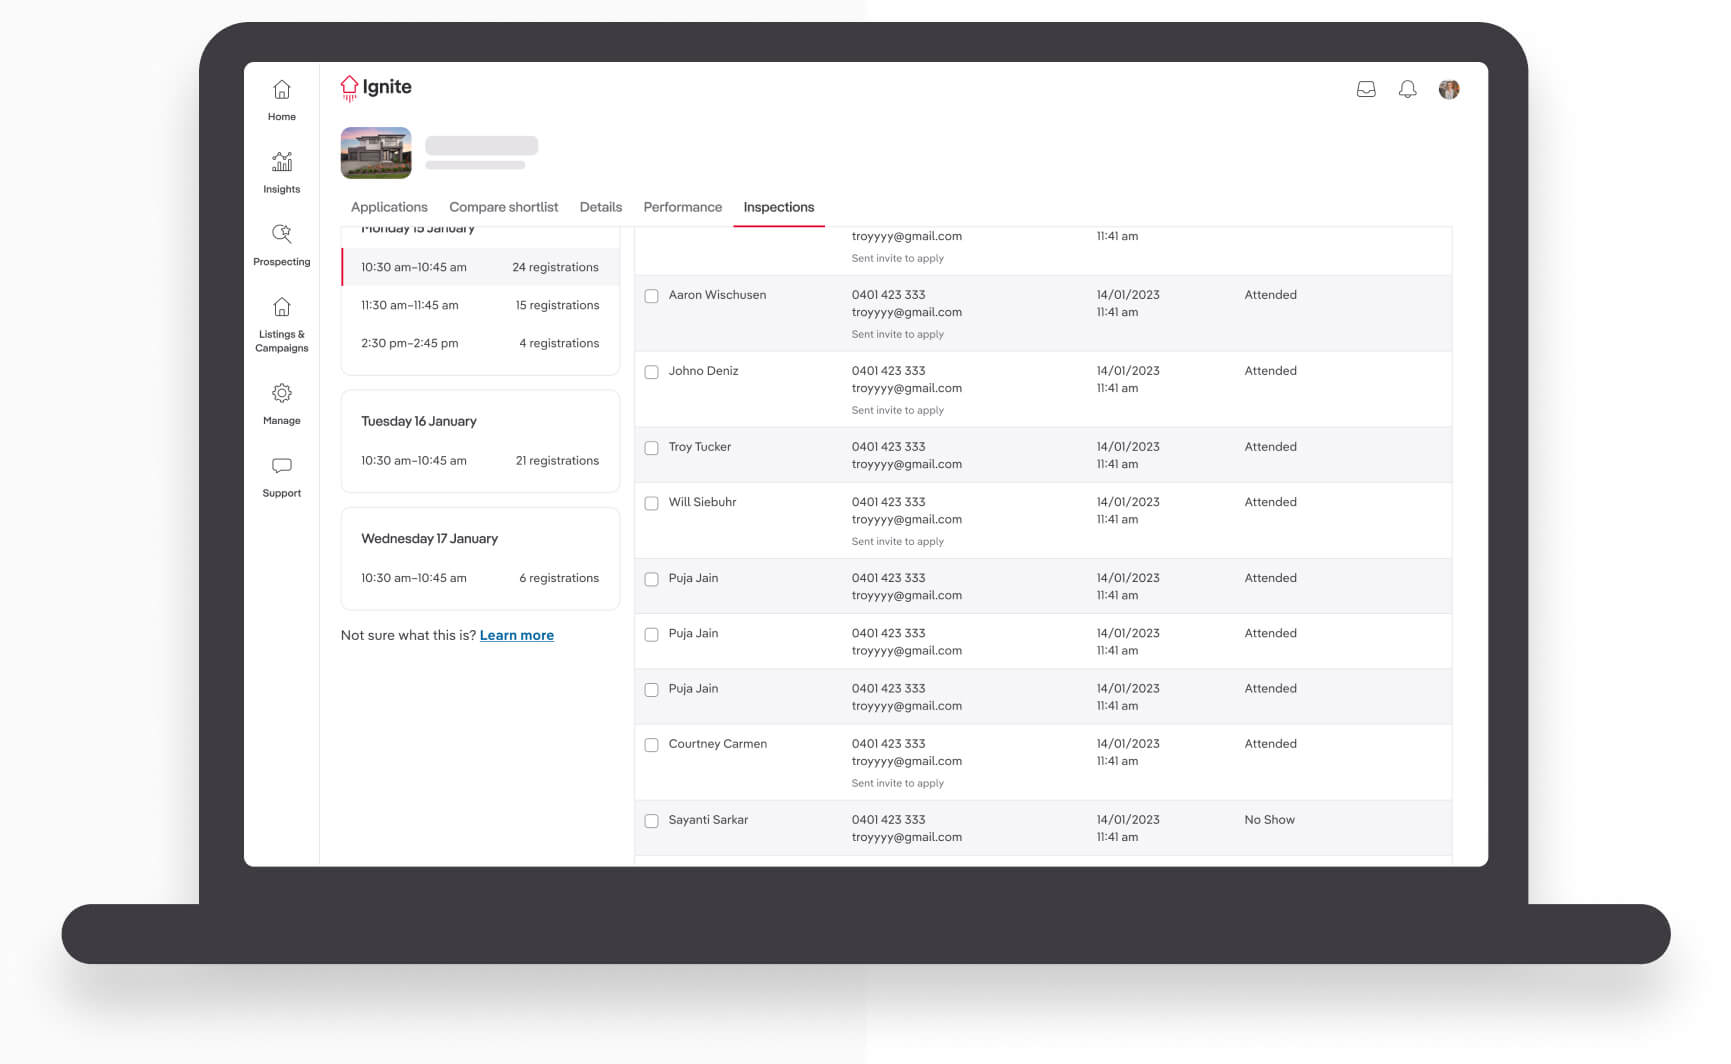 Ignite
Home
Insights
Prospecting
Listings &
Campaigns
Manage
Support
Applications Compare shortlist Details Performance Inspections
Monday 15 January
10:30 am–10:45 am 24 registrations
11:30 am–11:45 am 15 registrations
2:30 pm–2:45 pm 4 registrations
Tuesday 16 January
10:30 am–10:45 am 21 registrations
Wednesday 17 January
10:30 am–10:45 am 6 registrations
Not sure what this is? Learn more
troyyyy@gmail.com 11:41 am
Sent invite to apply
Aaron Wischusen 0401 423 333 14/01/2023 Attended
troyyyy@gmail.com 11:41 am
Sent invite to apply
Johno Deniz 0401 423 333 14/01/2023 Attended
troyyyy@gmail.com 11:41 am
Sent invite to apply
Troy Tucker 0401 423 333 14/01/2023 Attended
troyyyy@gmail.com 11:41 am
Will Siebuhr 0401 423 333 14/01/2023 Attended
troyyyy@gmail.com 11:41 am
Sent invite to apply
Puja Jain 0401 423 333 14/01/2023 Attended
troyyyy@gmail.com 11:41 am
Puja Jain 0401 423 333 14/01/2023 Attended
troyyyy@gmail.com 11:41 am
Puja Jain 0401 423 333 14/01/2023 Attended
troyyyy@gmail.com 11:41 am
Courtney Carmen 0401 423 333 14/01/2023 Attended
troyyyy@gmail.com 11:41 am
Sent invite to apply
Sayanti Sarkar 0401 423 333 14/01/2023 No Show
troyyyy@gmail.com 11:41 am